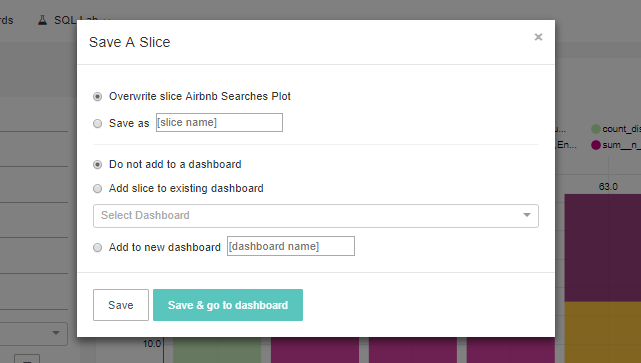 rds SQL Lab
Save A Slice ×
Overwrite slice Airbnb Searches Plot
Save as [slice name]
Do not add to a dashboard
Add slice to existing dashboard
Select Dashboard
Add to new dashboard [dashboard name]
Save Save & go to dashboard
u... count_dis
.En... sum__n_
63.0
10.0